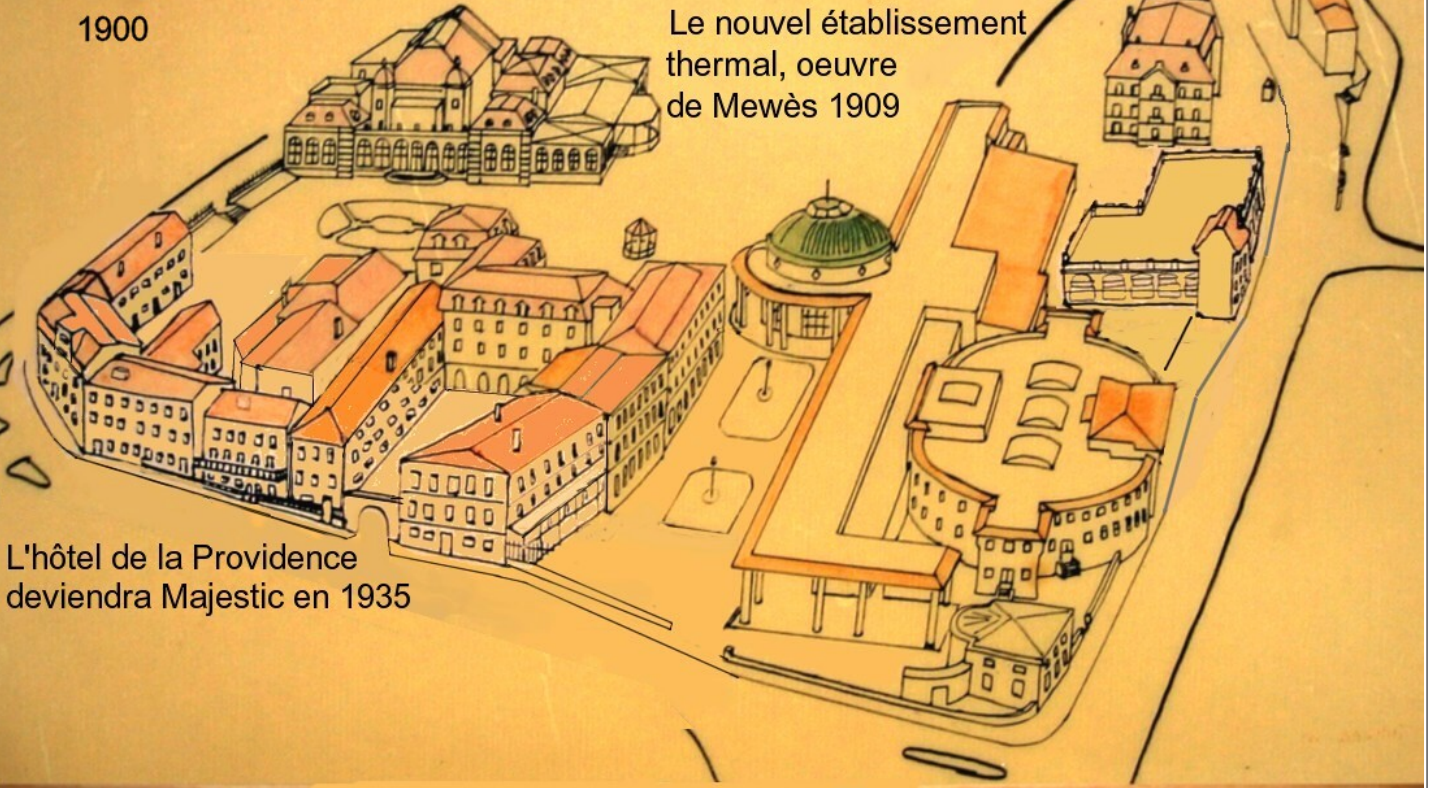 1900
Le nouvel établissement
thermal, oeuvre
de Mewès 1909
L'hôtel de la Providence
deviendra Majestic en 1935